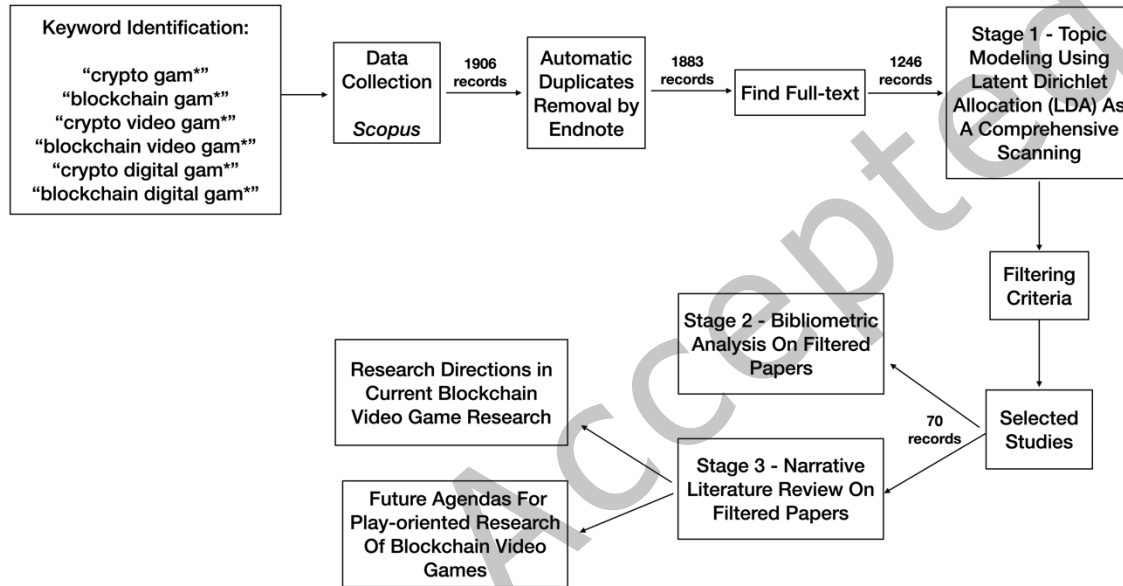 Keyword Identification:
“crypto gam*”
“blockchain gam*”
“crypto video gam*”
“blockchain video gam*”
“crypto digital gam*”
“blockchain digital gam*”
Data
Collection
Scopus
1906
records
Automatic
Duplicates
Removal by
Endnote
1883
records
Find Full-text
1246
records
Stage 1 - Topic
Modeling Using
Latent Dirichlet
Allocation (LDA) As
A Comprehensive
Scanning
Filtering
Criteria
Selected
Studies
70
records
Stage 2 - Bibliometric
Analysis On Filtered
Papers
Stage 3 - Narrative
Literature Review On
Filtered Papers
Research Directions in
Current Blockchain
Video Game Research
Future Agendas For
Play-oriented Research
Of Blockchain Video
Games
Accepted